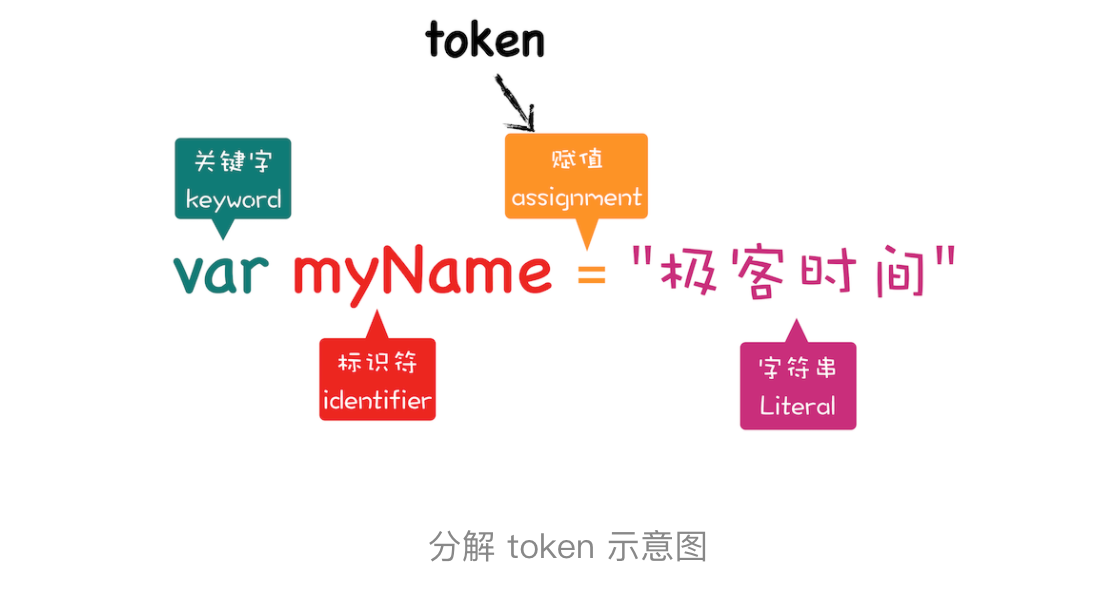 token
关键字
keyword
赋值
assignment
var myName = "极客时间"
标识符
identifier
字符串
Literal
分解 token 示意图